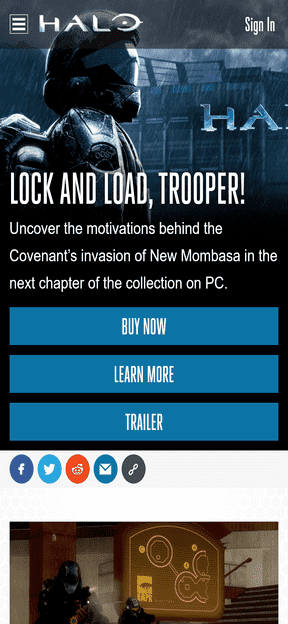 HALO
Sign In
HA
LOCK AND LOAD, TROOPER!
Uncover the motivations behind the
Covenant's invasion of New Mombasa in the
next chapter of the collection on PC.
BUY NOW
LEARN MORE
TRAILER